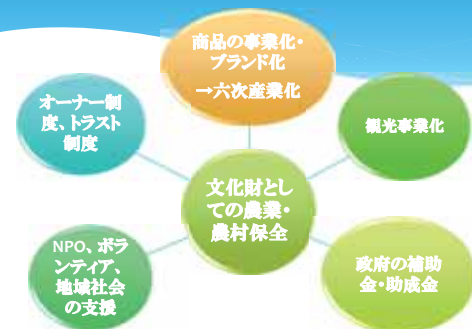 商品の事業化・
ブランド化
→六次産業化
オーナー制
度、トラスト
制度
観光事業化
文化財とし
ての農業・
農村保全
NPO、ボラ
ンティア、
地域社会
の支援
政府の補助
金・助成金